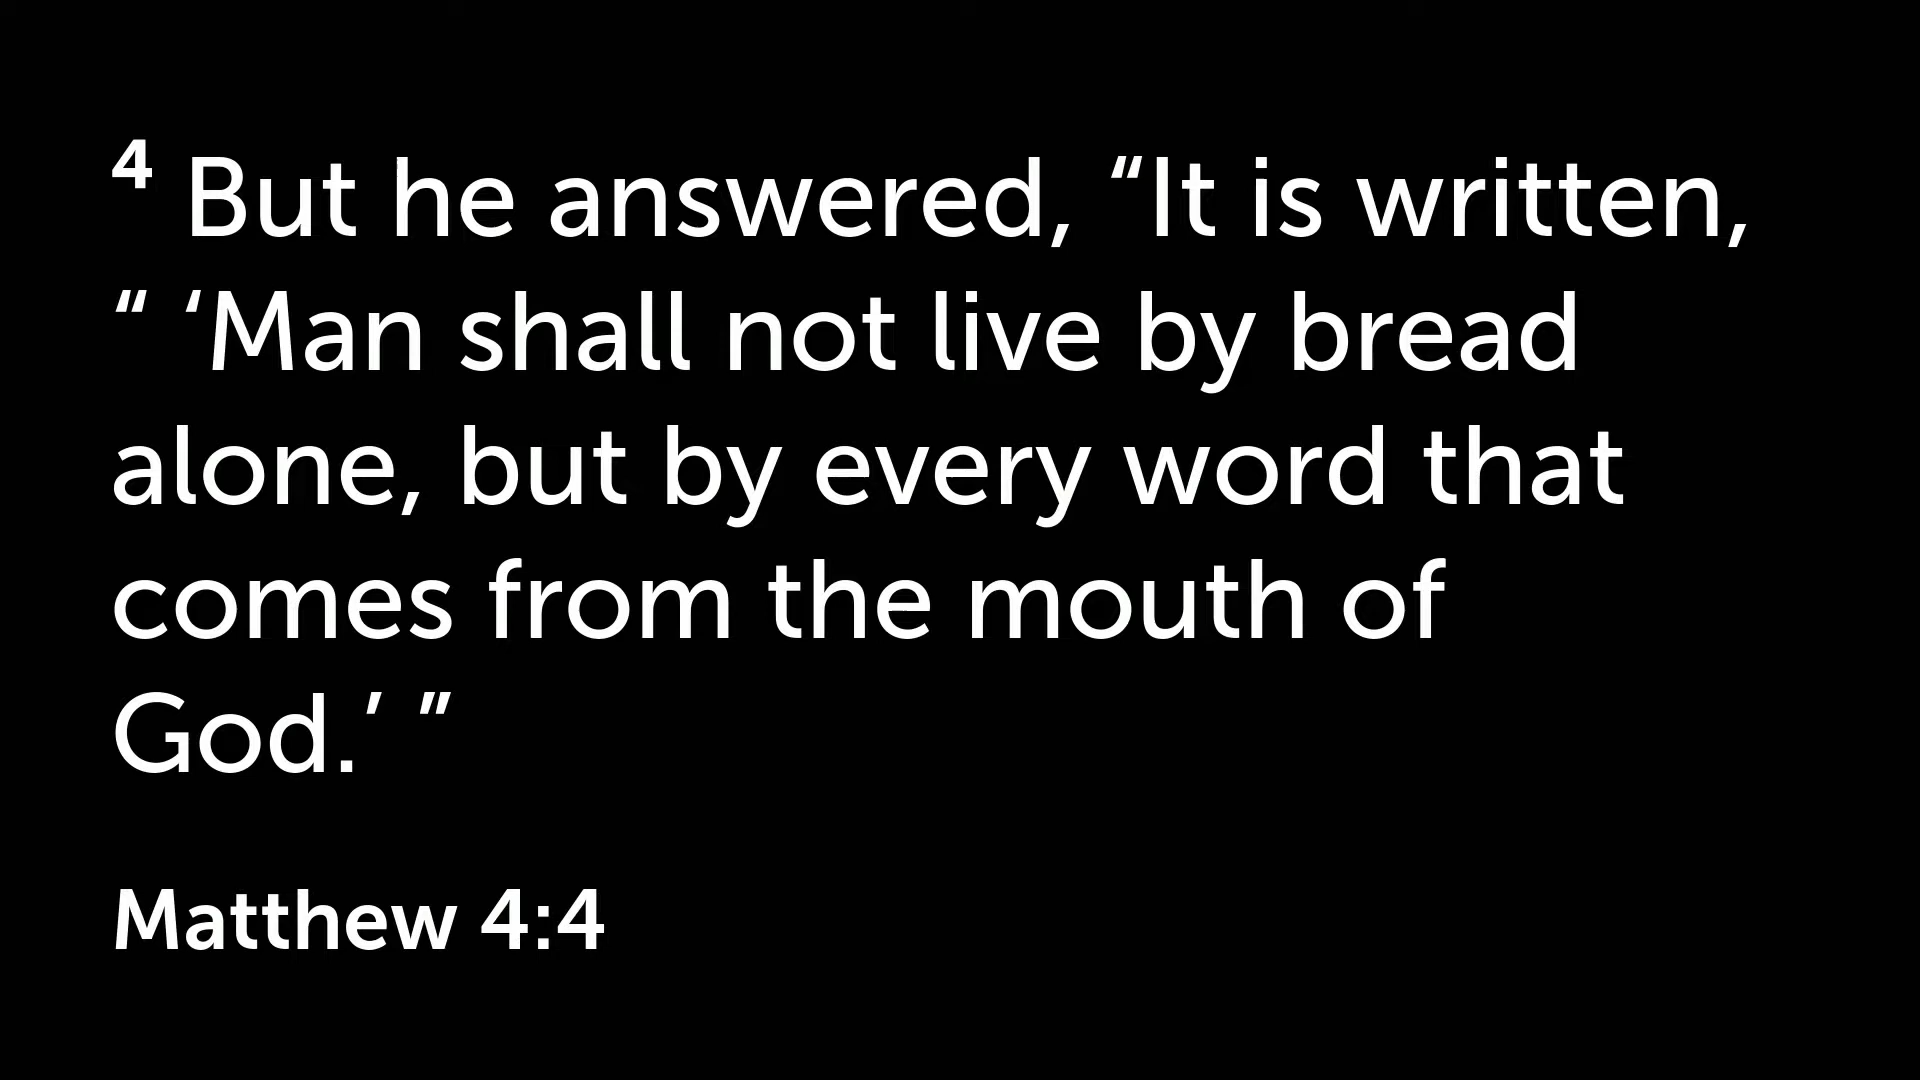 4 But he answered, “It is written,
“ ‘Man shall not live by bread
alone, but by every word that
comes from the mouth of
God.’ ”
Matthew 4:4